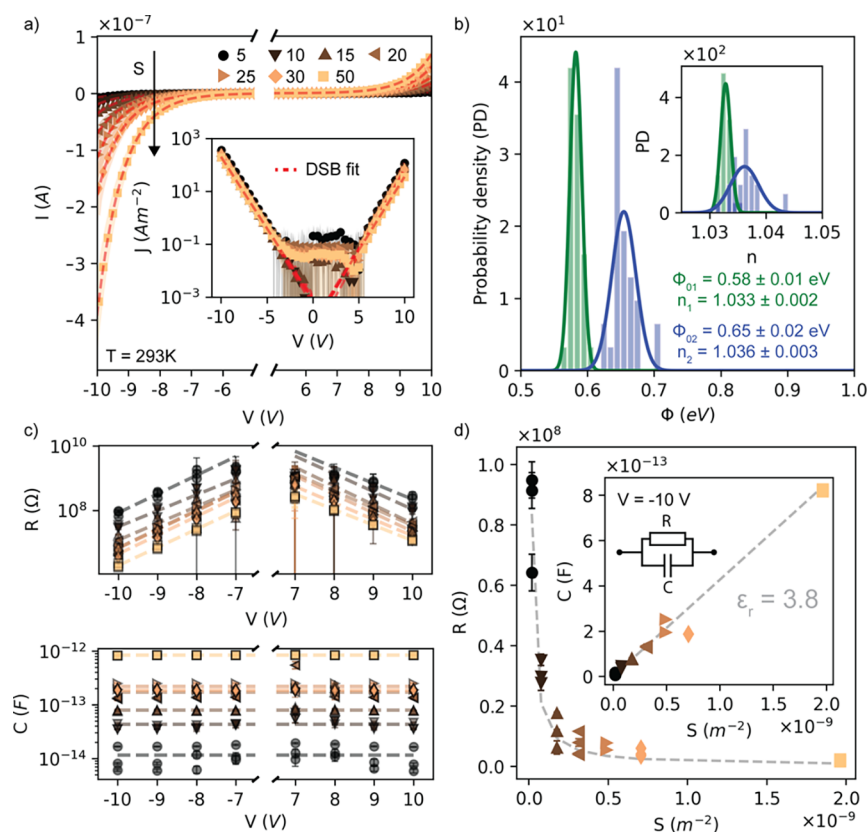 a)
×10⁻⁷
S
5 10 15 20
25 30 50
0
-1
-2
-3
-4
I (A)
10³
10¹
10⁻¹
10⁻³
J (Am⁻²)
DSB fit
-10 -5 0 5 10
V (V)
T = 293K
-10 -9 -8 -7 -6 6 7 8 9 10
V (V)
b)
×10¹
4
3
2
1
0
Probability density (PD)
×10²
4
2
0
PD
1.03 1.04 1.05
n
Φ₀₁ = 0.58 ± 0.01 eV
n₁ = 1.033 ± 0.002
Φ₀₂ = 0.65 ± 0.02 eV
n₂ = 1.036 ± 0.003
0.5 0.6 0.7 0.8 0.9 1.0
Φ (eV)
c)
10¹⁰
10⁸
R (Ω)
-10 -9 -8 -7 7 8 9 10
V (V)
10⁻¹²
10⁻¹³
10⁻¹⁴
C (F)
-10 -9 -8 -7 7 8 9 10
V (V)
d)
×10⁸
1.0
0.8
0.6
0.4
0.2
0.0
R (Ω)
×10⁻¹³
8
6
4
2
0
C (F)
V = -10 V
R
C
εᵣ = 3.8
0.0 0.5 1.0 1.5 2.0
S (m⁻²) ×10⁻⁹
0.0 0.5 1.0 1.5 2.0
S (m⁻²) ×10⁻⁹